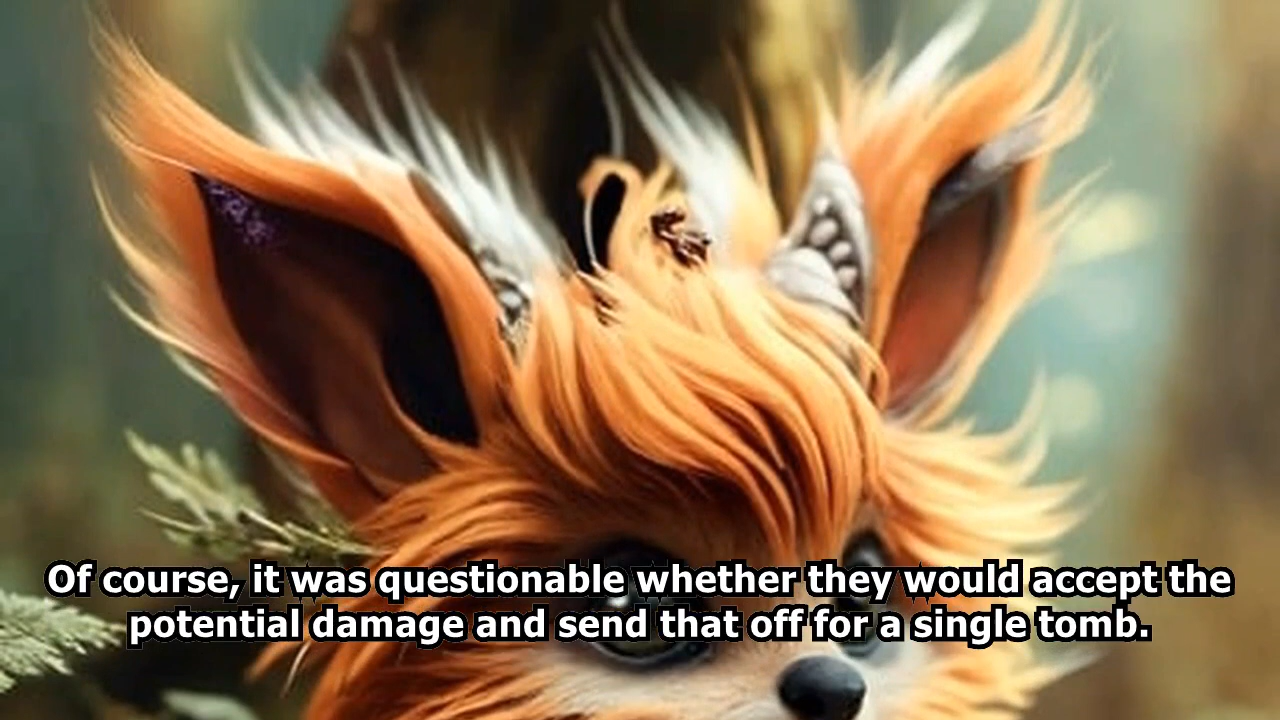 Of course, it was questionable whether they would accept the
potential damage and send that off for a single tomb.